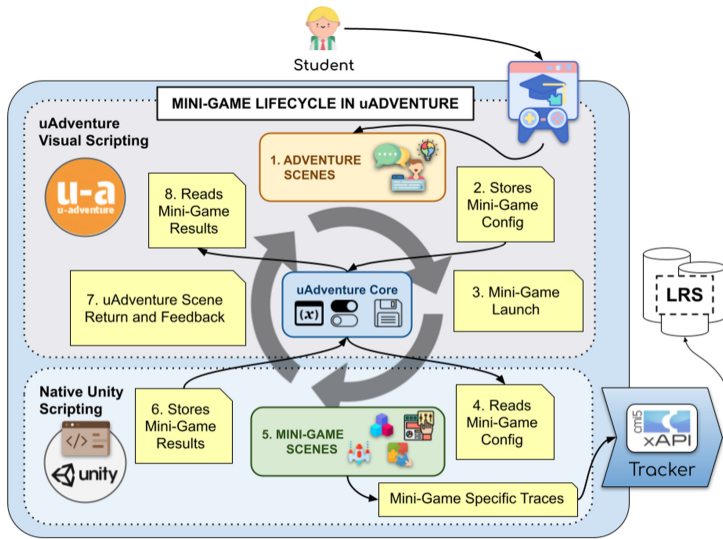 Student
MINI-GAME LIFECYCLE IN uADVENTURE
uAdventure
Visual Scripting
u-a
u-adventure
1. ADVENTURE
SCENES
2. Stores
Mini-Game
Config
8. Reads
Mini-Game
Results
uAdventure Core
(x)
7. uAdventure Scene
Return and Feedback
3. Mini-Game
Launch
LRS
Native Unity
Scripting
</>
unity
6. Stores
Mini-Game
Results
5. MINI-GAME
SCENES
4. Reads
Mini-Game
Config
Mini-Game Specific Traces
cmi5
xAPI
Tracker